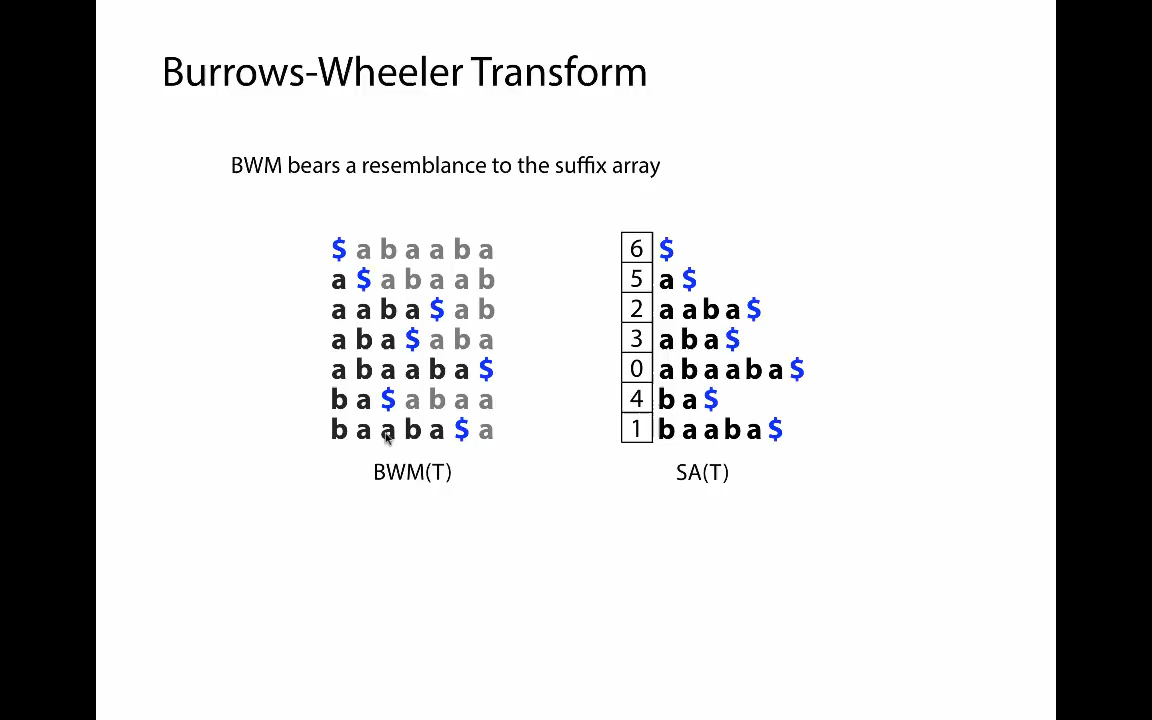 Burrows-Wheeler Transform
BWM bears a resemblance to the suffix array
$ a b a a b a 6 $
a $ a b a a b 5 a $
a a b a $ a b 2 a a b a $
a b a $ a b a 3 a b a $
a b a a b a $ 0 a b a a b a $
b a $ a b a a 4 b a $
b a a b a $ a 1 b a a b a $
BWM(T) SA(T)